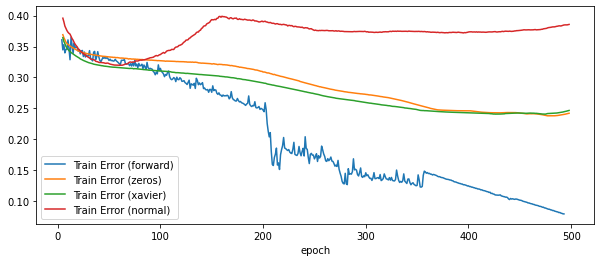 0.40
0.35
0.30
0.25
0.20
0.15
0.10
Train Error (forward)
Train Error (zeros)
Train Error (xavier)
Train Error (normal)
0 100 200 300 400 500
epoch